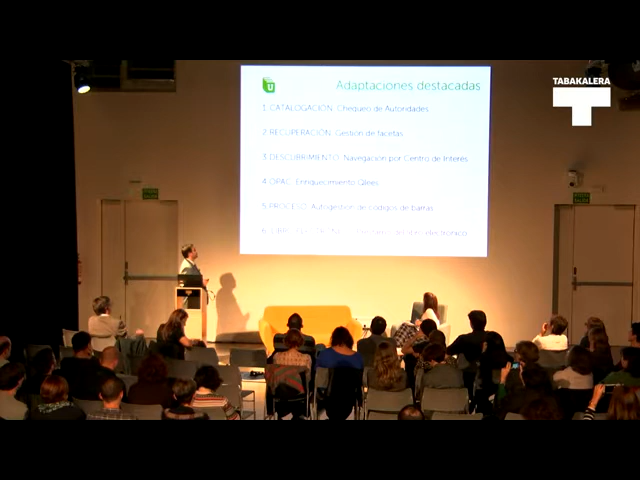 TABAKALERA
Adaptaciones destacadas
1. CATALOGACIÓN: Chequeo de Autoridades
2. RECUPERACIÓN: Gestión de facetas
3. DESCUBRIMIENTO: Navegación por Centro de Interés
4. OPAC: Enriquecimiento Qlees
5. PROCESO: Autogestión de códigos de barras